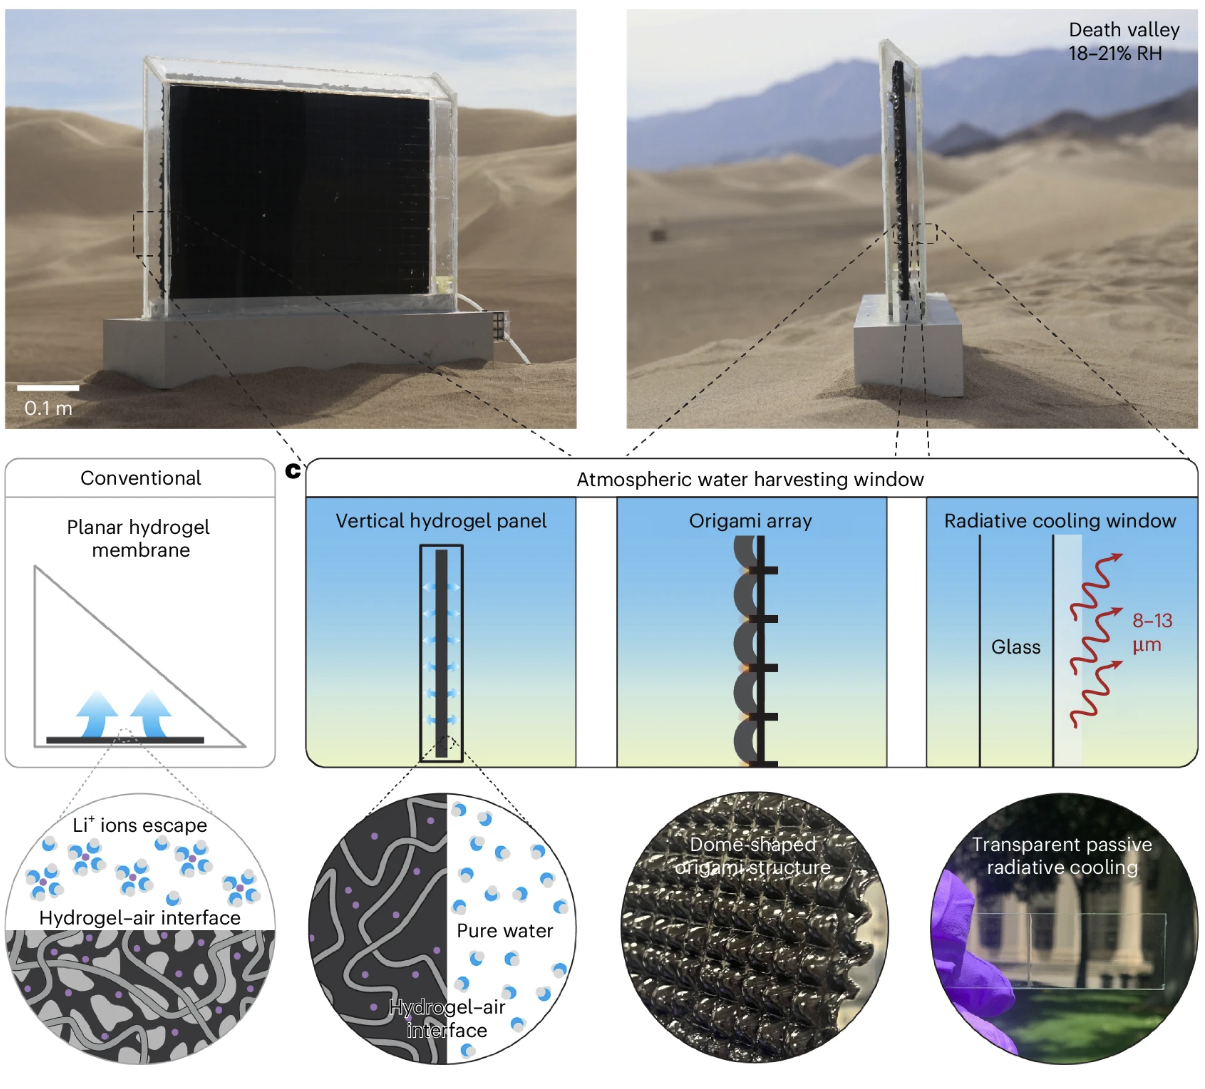 Death valley
18–21% RH
0.1 m
Conventional
Planar hydrogel
membrane
c
Atmospheric water harvesting window
Vertical hydrogel panel
Origami array
Radiative cooling window
Glass
8–13
μm
Li⁺ ions escape
Hydrogel–air interface
Pure water
Hydrogel–air
interface
Dome-shaped
origami structure
Transparent passive
radiative cooling